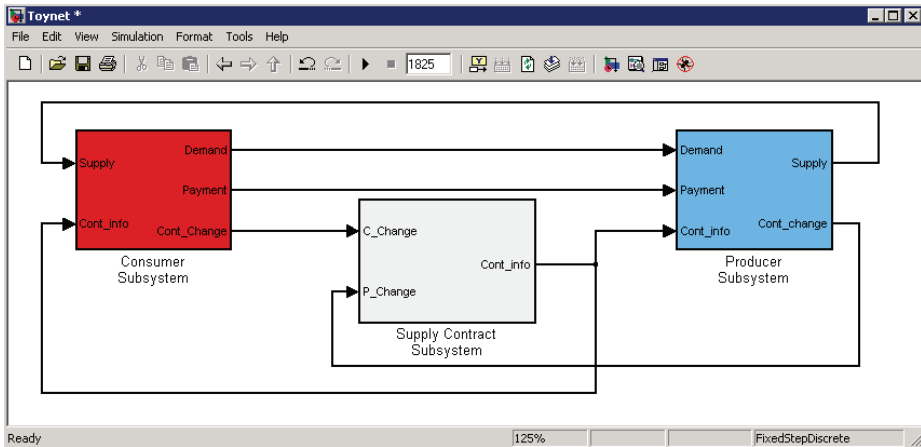 Toynet *
File Edit View Simulation Format Tools Help
1825
Supply
Cont_info
Demand
Payment
Cont_Change
Consumer
Subsystem
C_Change
P_Change
Cont_info
Supply Contract
Subsystem
Demand
Payment
Cont_info
Supply
Cont_change
Producer
Subsystem
Ready 125% FixedStepDiscrete